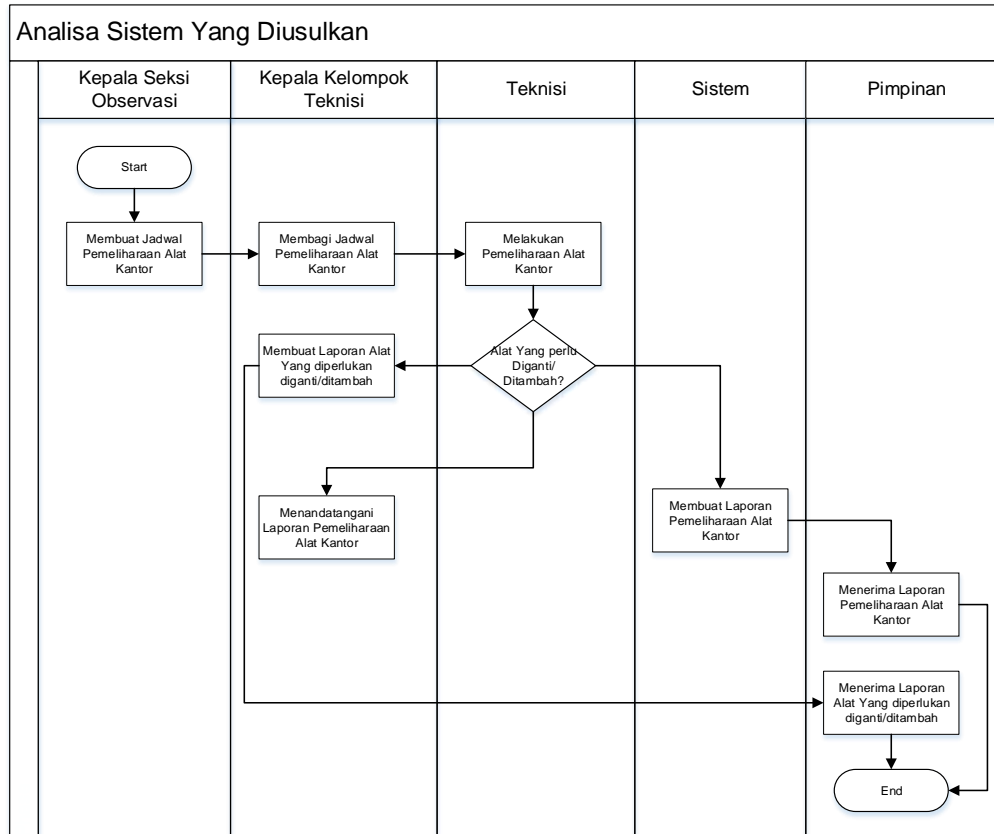 Analisa Sistem Yang Diusulkan
Kepala Seksi
Observasi
Kepala Kelompok
Teknisi
Teknisi
Sistem
Pimpinan
Start
Membuat Jadwal
Pemeliharaan Alat
Kantor
Membagi Jadwal
Pemeliharaan Alat
Kantor
Melakukan
Pemeliharaan Alat
Kantor
Membuat Laporan Alat
Yang diperlukan
diganti/ditambah
Alat Yang perlu
Diganti/
Ditambah?
Menandatangani
Laporan Pemeliharaan
Alat Kantor
Membuat Laporan
Pemeliharaan Alat
Kantor
Menerima Laporan
Pemeliharaan Alat
Kantor
Menerima Laporan
Alat Yang diperlukan
diganti/ditambah
End